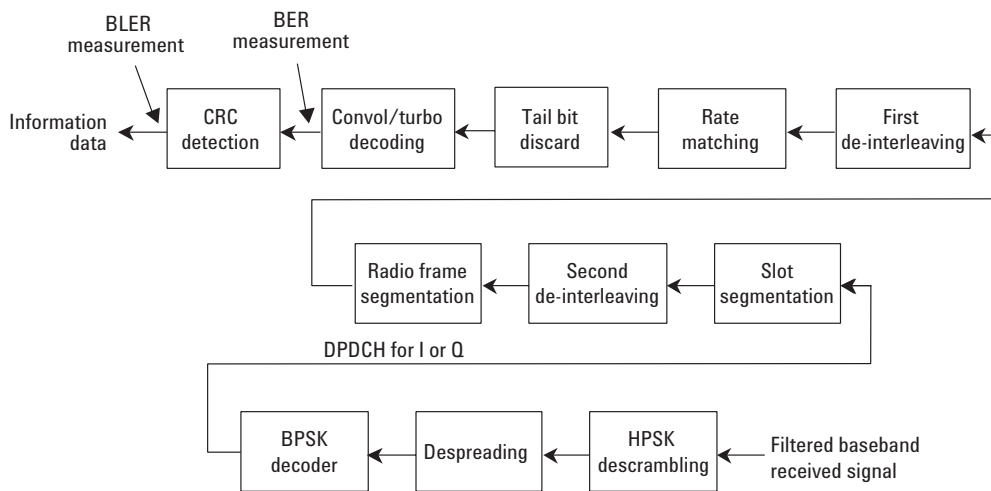 BLER
measurement
BER
measurement
Information
data
CRC
detection
Convol/turbo
decoding
Tail bit
discard
Rate
matching
First
de-interleaving
Radio frame
segmentation
Second
de-interleaving
Slot
segmentation
DPDCH for I or Q
BPSK
decoder
Despreading
HPSK
descrambling
Filtered baseband
received signal